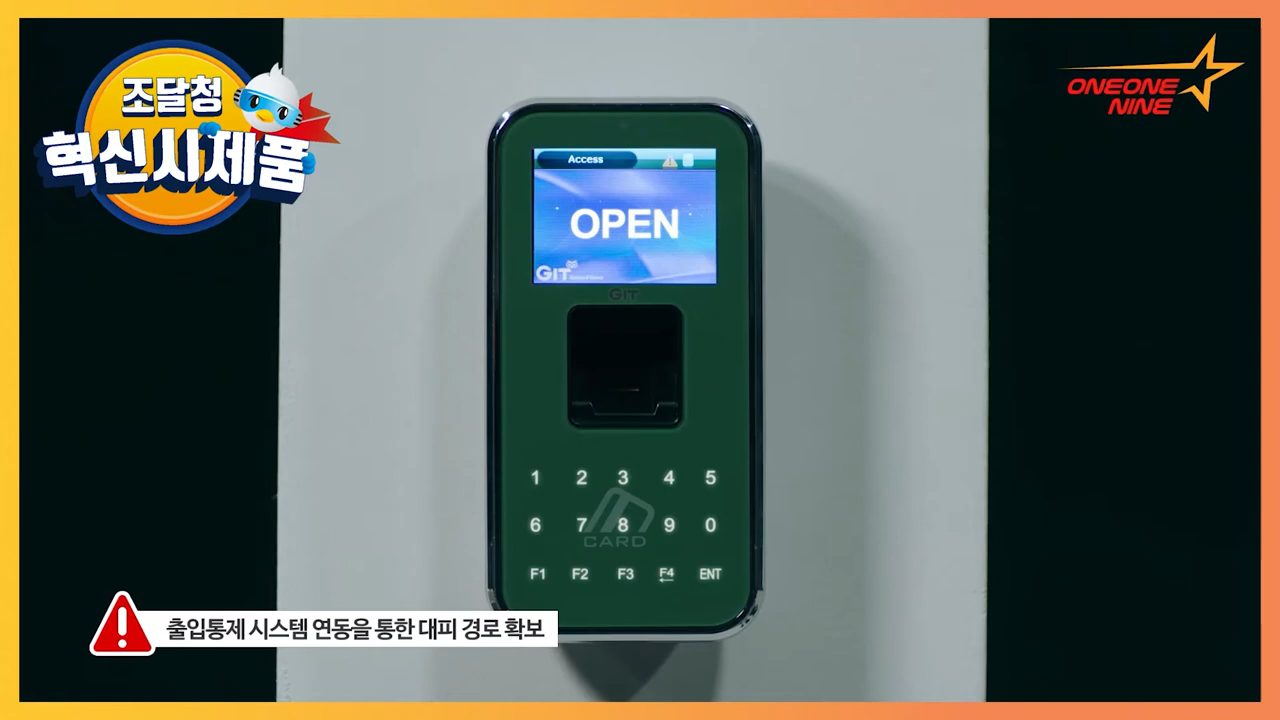 조달청
혁신시제품
ONEONE
NINE
Access
OPEN
GIT
GIT
1 2 3 4 5
6 7 8 9 0
CARD
F1 F2 F3 F4 ENT
출입통제 시스템 연동을 통한 대피 경로 확보